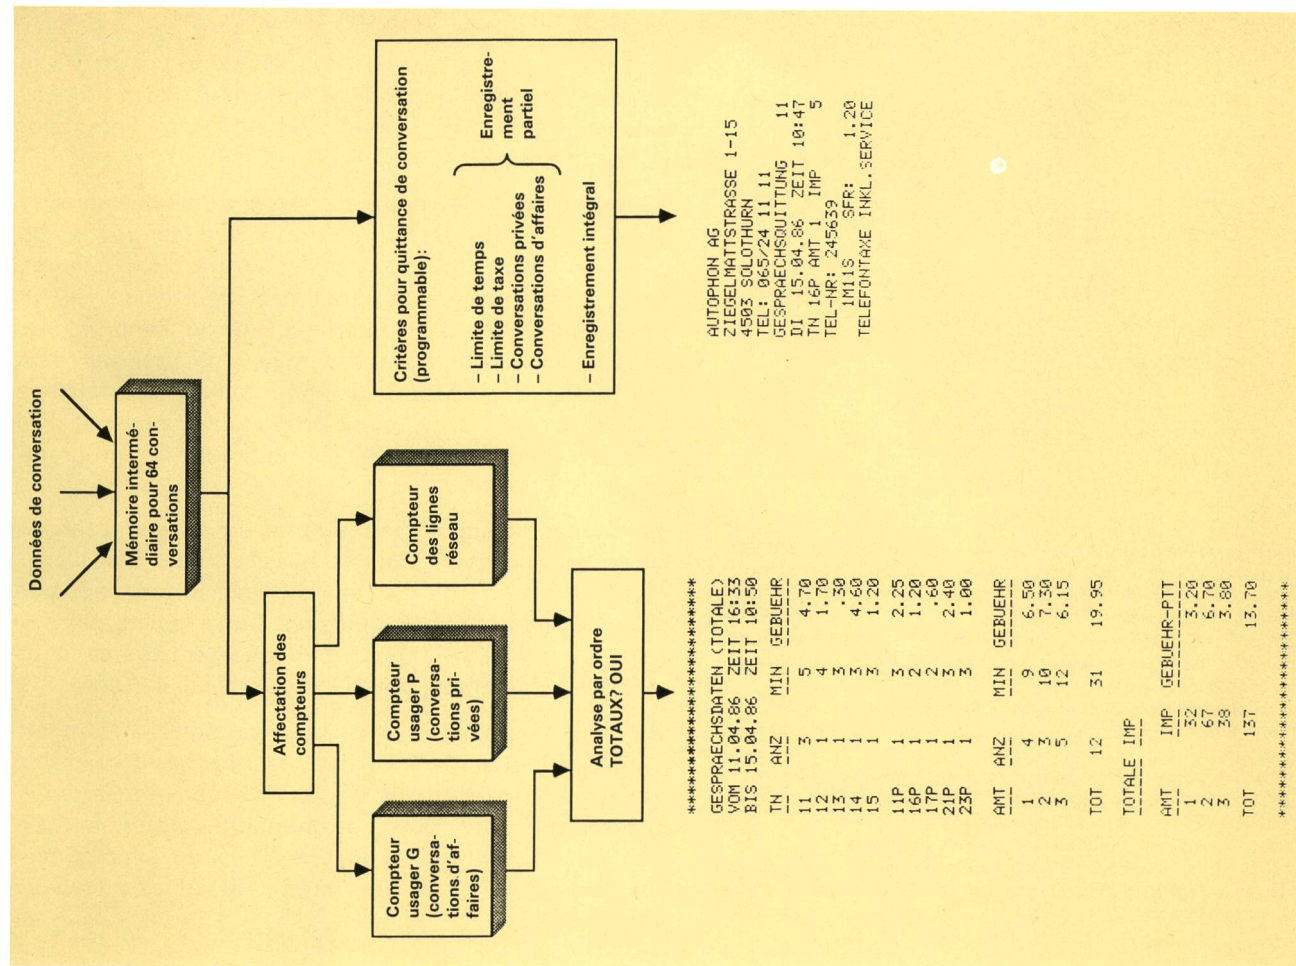 Données de conversation
Mémoire intermé-
diaire pour 64 con-
versations
Affectation des
compteurs
Compteur
usager G
(conversa-
tions d'af-
faires)
Compteur
usager P
(conversa-
tions pri-
vées)
Compteur
des lignes
réseau
Analyse par ordre
TOTAUX? OUI
Critères pour quittance de conversation
(programmable):
– Limite de temps
– Limite de taxe
– Conversations privées
– Conversations d'affaires
Enregistre-
ment
partiel
– Enregistrement intégral
******************************
GESPRAECHSDATEN (TOTALE)
VOM 11.04.86 ZEIT 16:33
BIS 15.04.86 ZEIT 10:50
TN ANZ MIN GEBUEHR
11 3 5 4.70
12 1 4 1.70
13 1 3 .30
14 1 3 4.60
15 1 3 1.20
11P 1 3 2.25
16P 1 2 1.20
17P 1 2 .60
21P 1 3 2.40
23P 1 3 1.00
AMT ANZ MIN GEBUEHR
1 4 9 6.50
2 3 10 7.30
3 5 12 6.15
TOT 12 31 19.95
TOTALE IMP
AMT IMP GEBUEHR-PTT
1 32 3.20
2 67 6.70
3 38 3.80
TOT 137 13.70
******************************
AUTOPHON AG
ZIEGELMATTSTRASSE 1-15
4503 SOLOTHURN
TEL: 065/24 11 11
GESPRAECHSQUITTUNG 11
DI 15.04.86 ZEIT 10:47
TN 16P AMT 1 IMP 5
TEL-NR: 245639
1M11S SFR: 1.20
TELEFONTAXE INKL.SERVICE